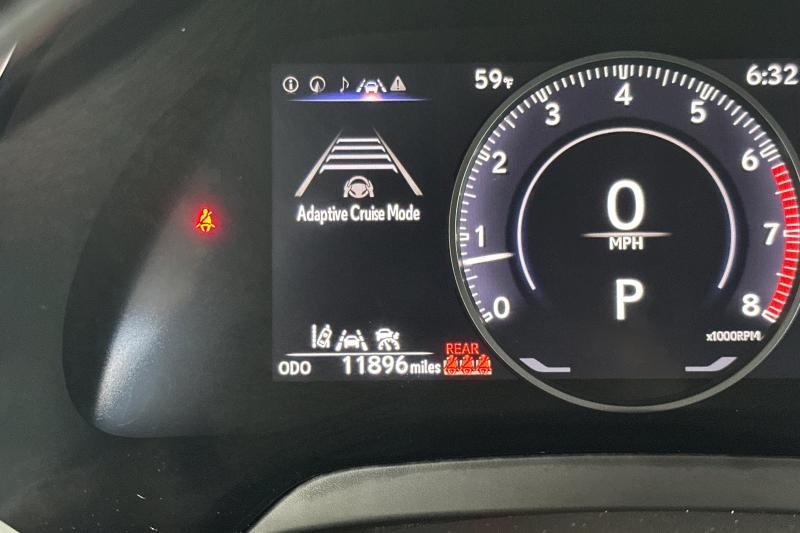 59°F
6:32
Adaptive Cruise Mode
ODO 11896 miles
REAR
0
1
2
3
4
5
6
7
8
x1000RPM
0
MPH
P